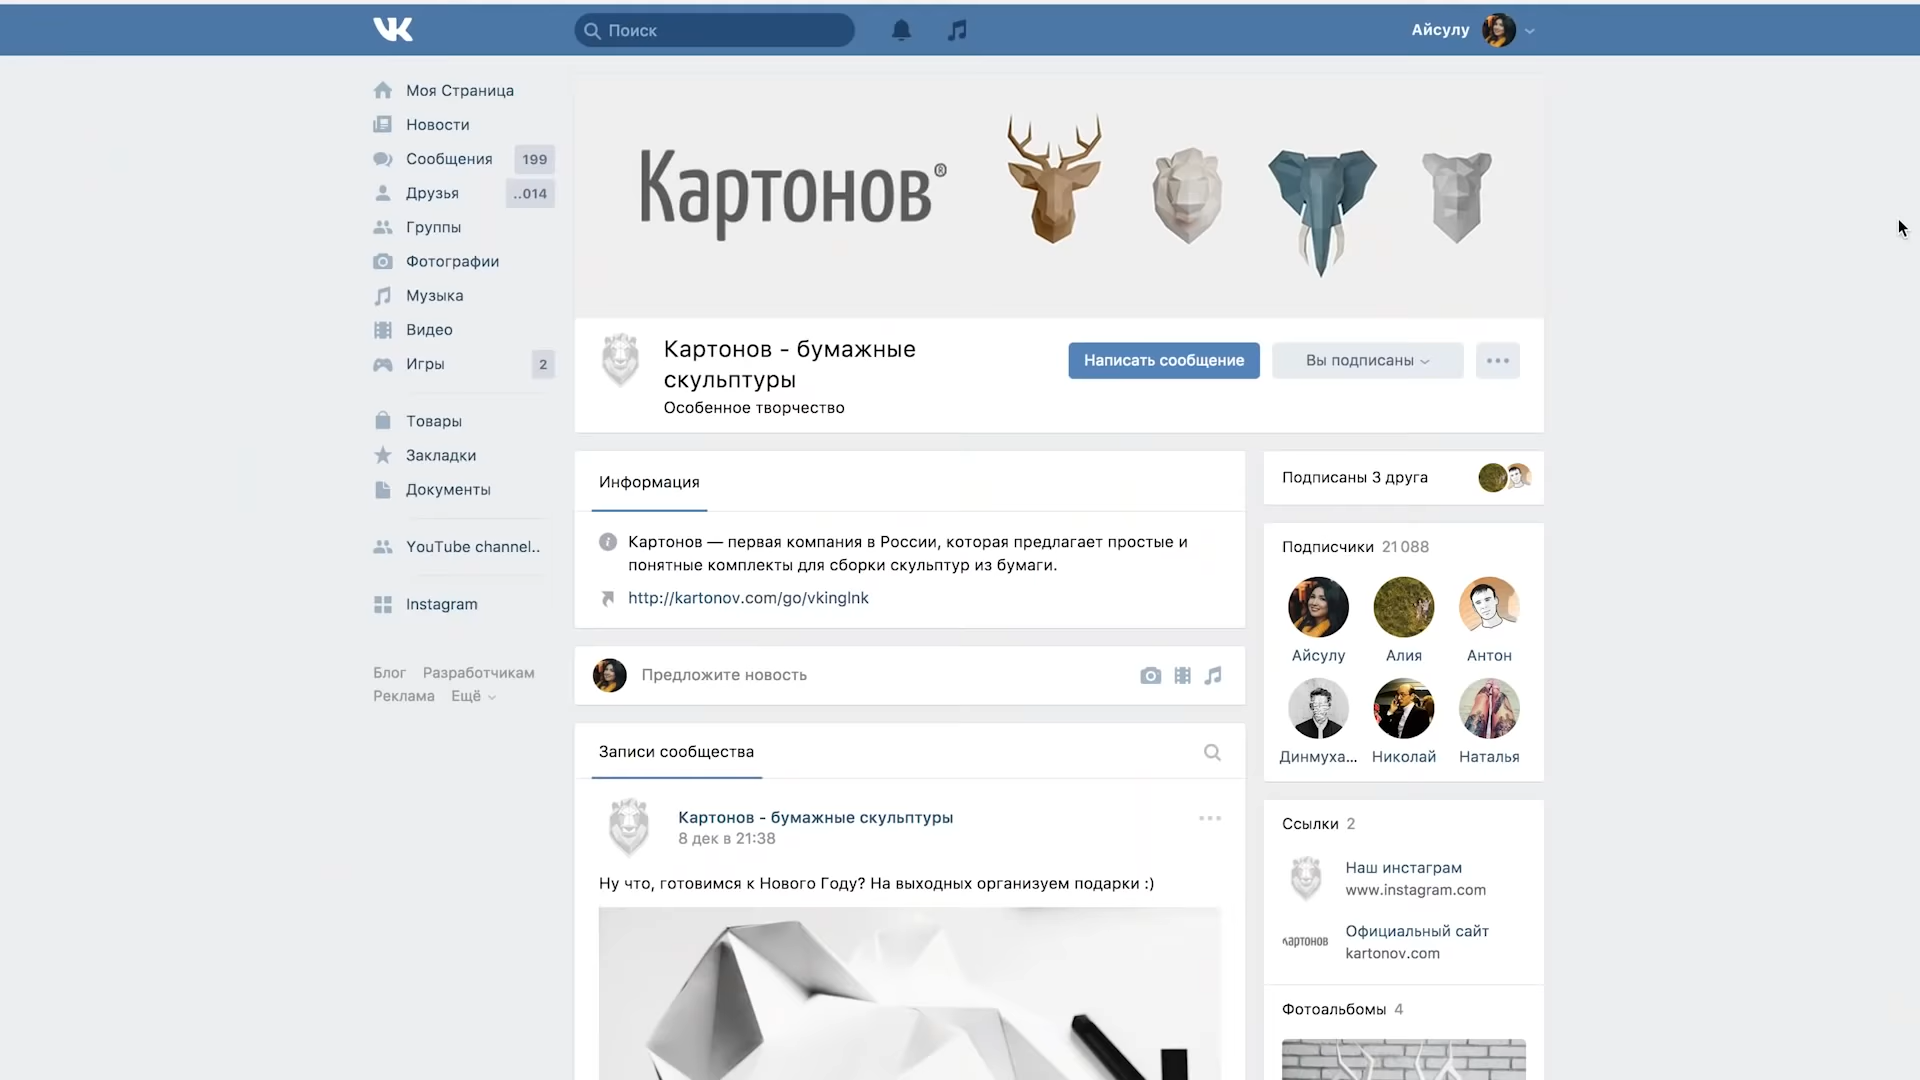 Поиск
Айсулу
Моя Страница
Новости
Сообщения 199
Друзья ..014
Группы
Фотографии
Музыка
Видео
Игры 2
Товары
Закладки
Документы
YouTube channel..
Instagram
Блог Разработчикам
Реклама Ещё
Картонов®
Картонов - бумажные
скульптуры
Особенное творчество
Написать сообщение
Вы подписаны
Информация
Картонов — первая компания в России, которая предлагает простые и
понятные комплекты для сборки скульптур из бумаги.
http://kartonov.com/go/vkinglnk
Предложите новость
Записи сообщества
Картонов - бумажные скульптуры
8 дек в 21:38
Ну что, готовимся к Нового Году? На выходных организуем подарки :)
Подписаны 3 друга
Подписчики 21 088
Айсулу Алия Антон
Динмуха... Николай Наталья
Ссылки 2
Наш инстаграм
www.instagram.com
Картонов
Официальный сайт
kartonov.com
Фотоальбомы 4